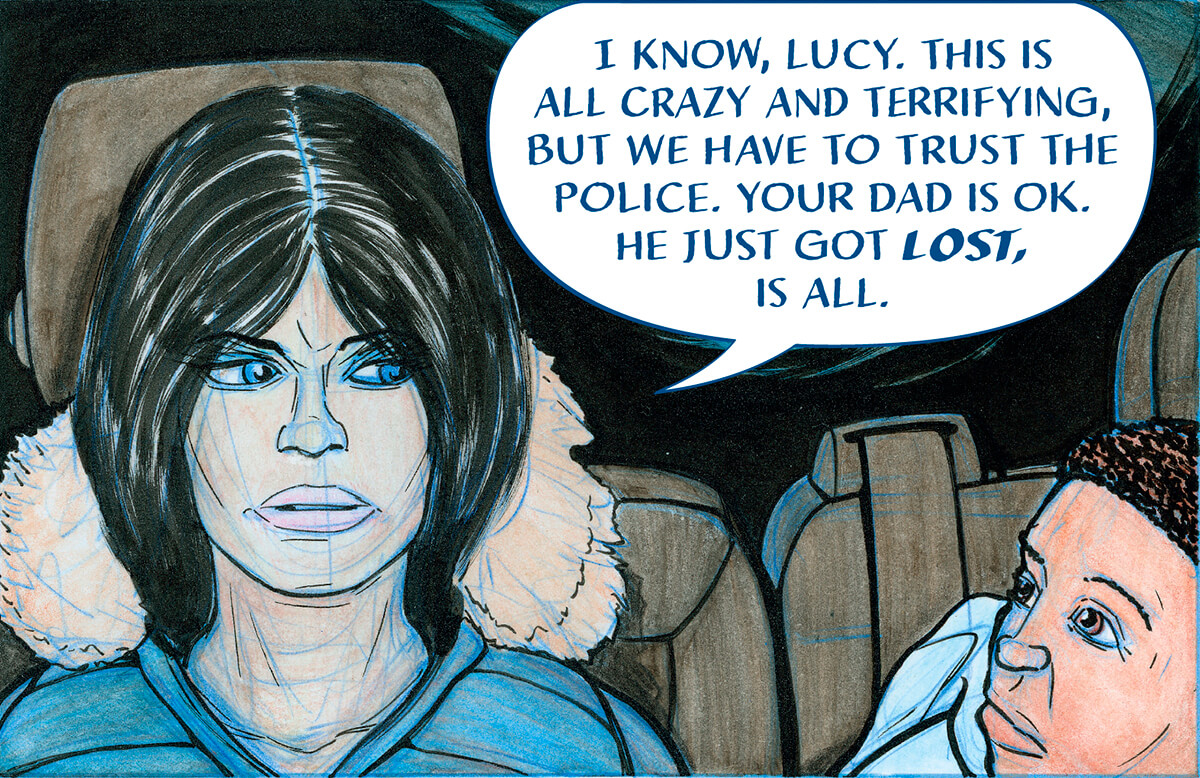 I KNOW, LUCY. THIS IS
ALL CRAZY AND TERRIFYING,
BUT WE HAVE TO TRUST THE
POLICE. YOUR DAD IS OK.
HE JUST GOT LOST,
IS ALL.